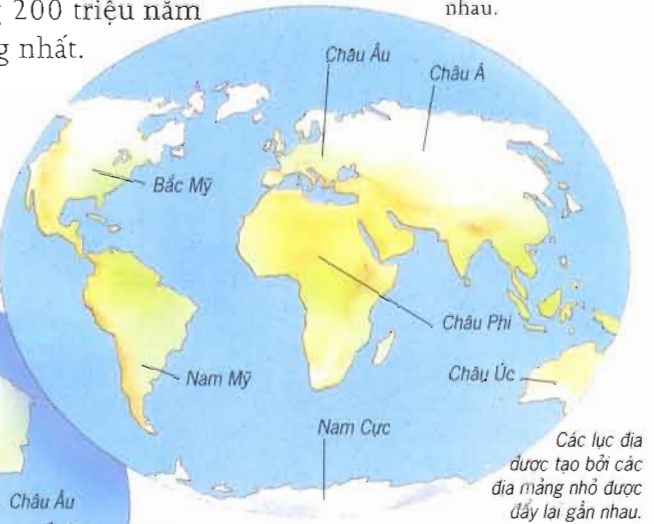 200 triệu năm
nhất.
nhau.
Châu Âu
Châu Á
Bắc Mỹ
Châu Phi
Nam Mỹ
Châu Úc
Nam Cực
Các lục địa
được tạo bởi các
địa mảng nhỏ được
đẩy lại gần nhau.
Châu Âu